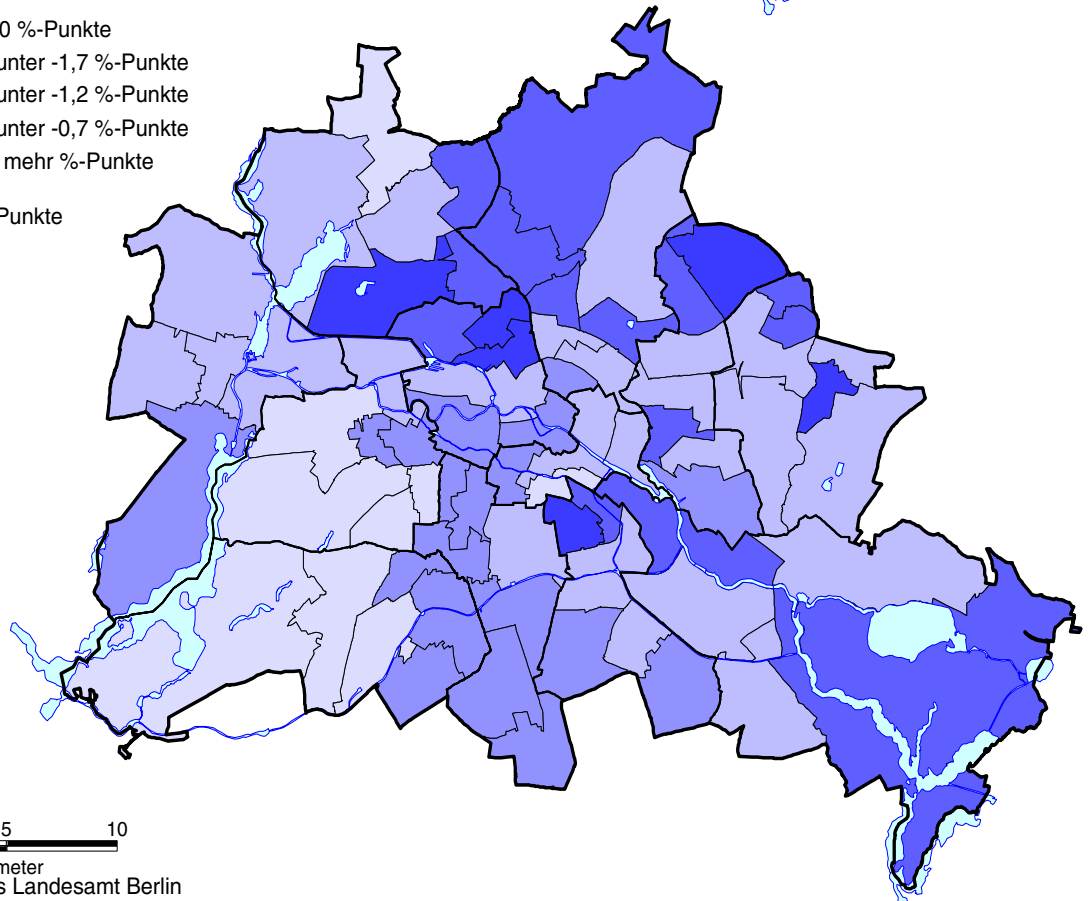 0 %-Punkte
unter -1,7 %-Punkte
unter -1,2 %-Punkte
unter -0,7 %-Punkte
mehr %-Punkte
Punkte
5 10
meter
s Landesamt Berlin